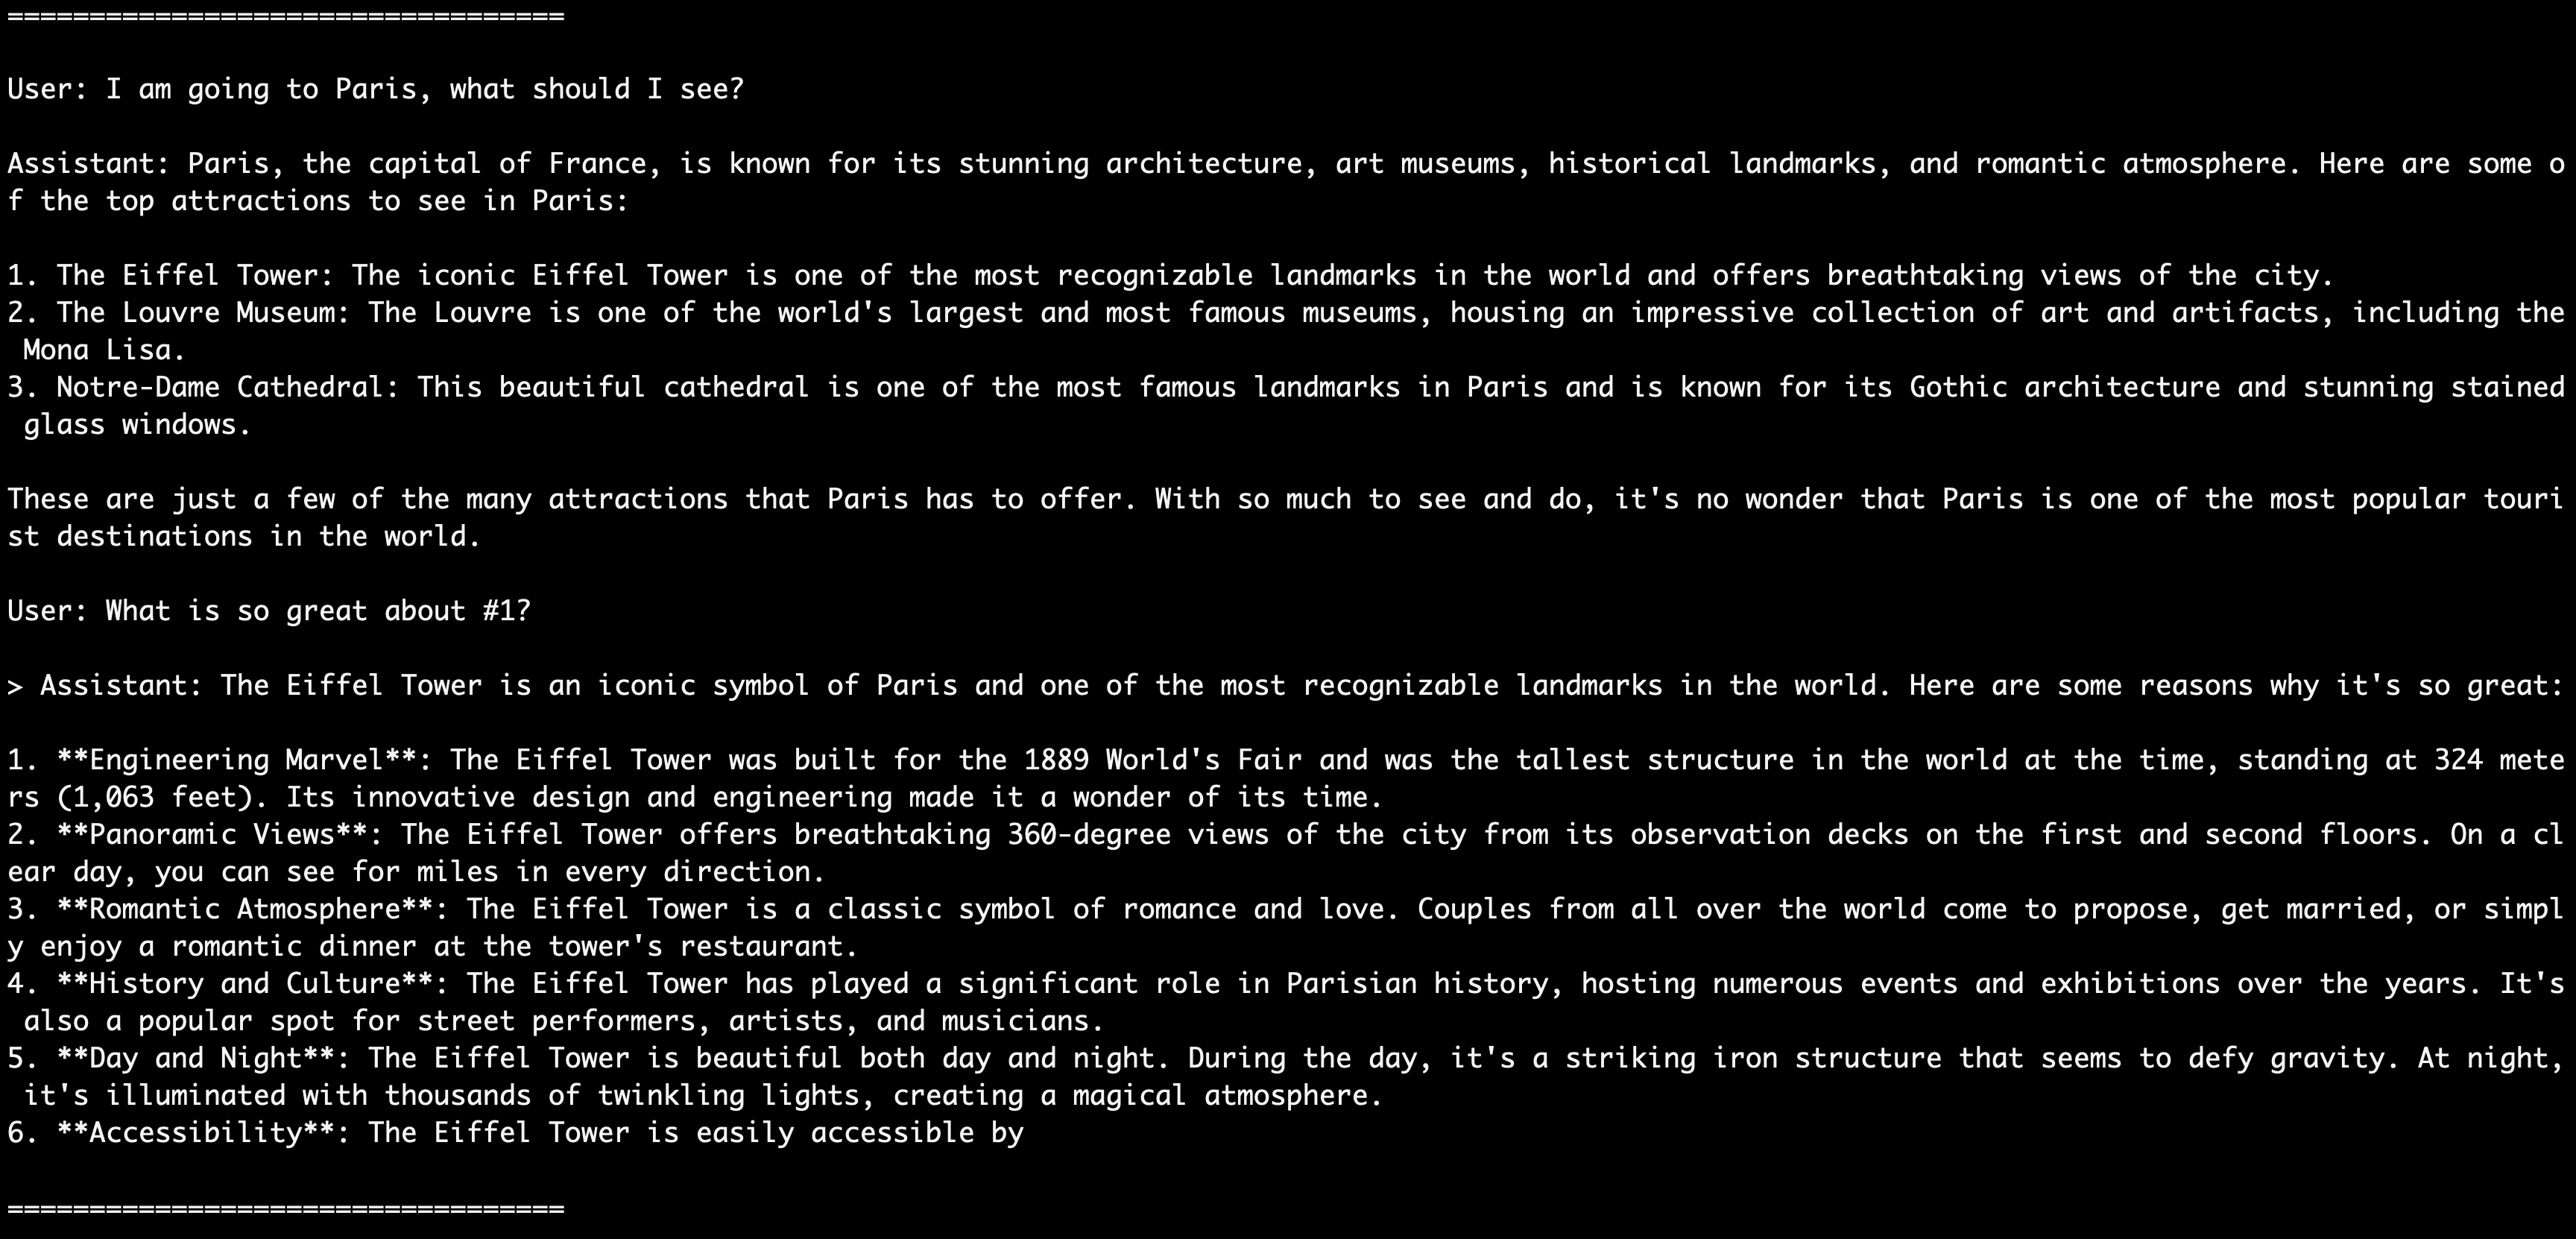 ==================================
User: I am going to Paris, what should I see?
Assistant: Paris, the capital of France, is known for its stunning architecture, art museums, historical landmarks, and romantic atmosphere. Here are some o
f the top attractions to see in Paris:
1. The Eiffel Tower: The iconic Eiffel Tower is one of the most recognizable landmarks in the world and offers breathtaking views of the city.
2. The Louvre Museum: The Louvre is one of the world's largest and most famous museums, housing an impressive collection of art and artifacts, including the
 Mona Lisa.
3. Notre-Dame Cathedral: This beautiful cathedral is one of the most famous landmarks in Paris and is known for its Gothic architecture and stunning stained
 glass windows.
These are just a few of the many attractions that Paris has to offer. With so much to see and do, it's no wonder that Paris is one of the most popular touri
st destinations in the world.
User: What is so great about #1?
> Assistant: The Eiffel Tower is an iconic symbol of Paris and one of the most recognizable landmarks in the world. Here are some reasons why it's so great:
1. **Engineering Marvel**: The Eiffel Tower was built for the 1889 World's Fair and was the tallest structure in the world at the time, standing at 324 mete
rs (1,063 feet). Its innovative design and engineering made it a wonder of its time.
2. **Panoramic Views**: The Eiffel Tower offers breathtaking 360-degree views of the city from its observation decks on the first and second floors. On a cl
ear day, you can see for miles in every direction.
3. **Romantic Atmosphere**: The Eiffel Tower is a classic symbol of romance and love. Couples from all over the world come to propose, get married, or simpl
y enjoy a romantic dinner at the tower's restaurant.
4. **History and Culture**: The Eiffel Tower has played a significant role in Parisian history, hosting numerous events and exhibitions over the years. It's
 also a popular spot for street performers, artists, and musicians.
5. **Day and Night**: The Eiffel Tower is beautiful both day and night. During the day, it's a striking iron structure that seems to defy gravity. At night,
 it's illuminated with thousands of twinkling lights, creating a magical atmosphere.
6. **Accessibility**: The Eiffel Tower is easily accessible by
==================================